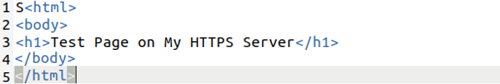 1 S<html>
2 <body>
3 <h1>Test Page on My HTTPS Server</h1>
4 </body>
5 </html>